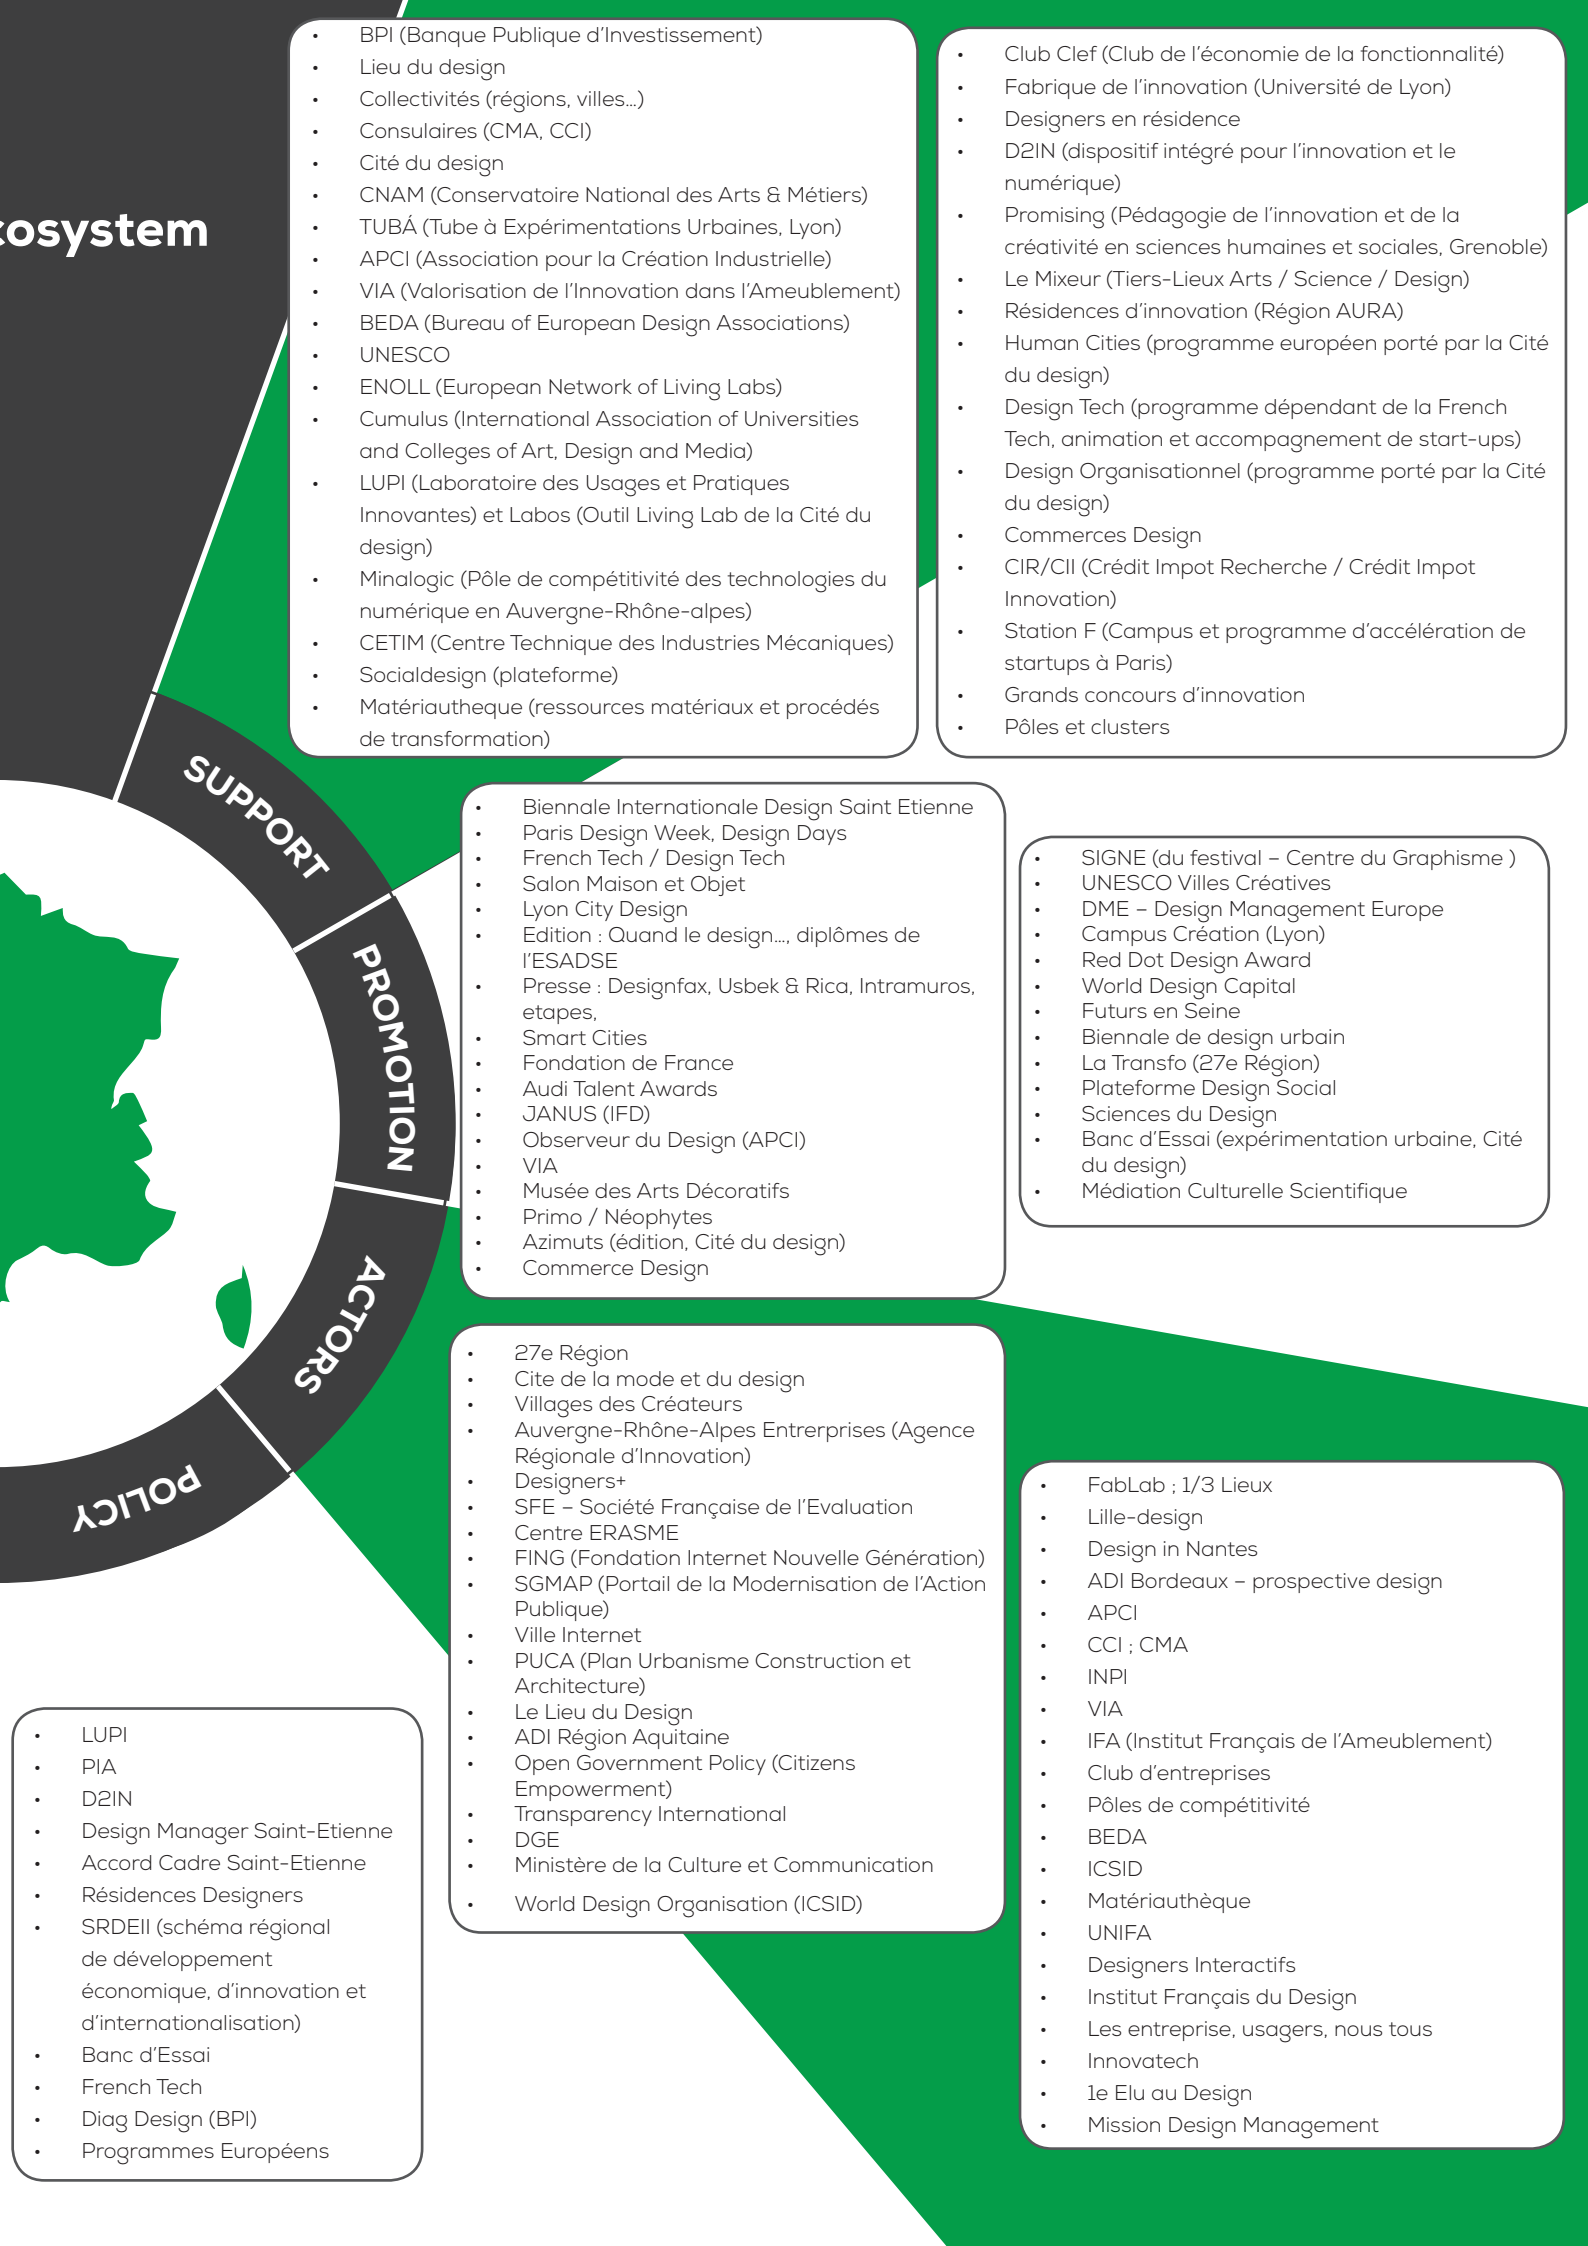 cosystem
• BPI (Banque Publique d’Investissement)
• Lieu du design
• Collectivités (régions, villes…)
• Consulaires (CMA, CCI)
• Cité du design
• CNAM (Conservatoire National des Arts & Métiers)
• TUBÁ (Tube à Expérimentations Urbaines, Lyon)
• APCI (Association pour la Création Industrielle)
• VIA (Valorisation de l’Innovation dans l’Ameublement)
• BEDA (Bureau of European Design Associations)
• UNESCO
• ENOLL (European Network of Living Labs)
• Cumulus (International Association of Universities
and Colleges of Art, Design and Media)
• LUPI (Laboratoire des Usages et Pratiques
Innovantes) et Labos (Outil Living Lab de la Cité du
design)
• Minalogic (Pôle de compétitivité des technologies du
numérique en Auvergne-Rhône-alpes)
• CETIM (Centre Technique des Industries Mécaniques)
• Socialdesign (plateforme)
• Matériautheque (ressources matériaux et procédés
de transformation)
• Club Clef (Club de l’économie de la fonctionnalité)
• Fabrique de l’innovation (Université de Lyon)
• Designers en résidence
• D2IN (dispositif intégré pour l’innovation et le
numérique)
• Promising (Pédagogie de l’innovation et de la
créativité en sciences humaines et sociales, Grenoble)
• Le Mixeur (Tiers-Lieux Arts / Science / Design)
• Résidences d’innovation (Région AURA)
• Human Cities (programme européen porté par la Cité
du design)
• Design Tech (programme dépendant de la French
Tech, animation et accompagnement de start-ups)
• Design Organisationnel (programme porté par la Cité
du design)
• Commerces Design
• CIR/CII (Crédit Impot Recherche / Crédit Impot
Innovation)
• Station F (Campus et programme d’accélération de
startups à Paris)
• Grands concours d’innovation
• Pôles et clusters
SUPPORT
PROMOTION
ACTORS
POLICY
• Biennale Internationale Design Saint Etienne
• Paris Design Week, Design Days
• French Tech / Design Tech
• Salon Maison et Objet
• Lyon City Design
• Edition : Quand le design…, diplômes de
l’ESADSE
• Presse : Designfax, Usbek & Rica, Intramuros,
etapes,
• Smart Cities
• Fondation de France
• Audi Talent Awards
• JANUS (IFD)
• Observeur du Design (APCI)
• VIA
• Musée des Arts Décoratifs
• Primo / Néophytes
• Azimuts (édition, Cité du design)
• Commerce Design
• SIGNE (du festival – Centre du Graphisme )
• UNESCO Villes Créatives
• DME – Design Management Europe
• Campus Création (Lyon)
• Red Dot Design Award
• World Design Capital
• Futurs en Seine
• Biennale de design urbain
• La Transfo (27e Région)
• Plateforme Design Social
• Sciences du Design
• Banc d’Essai (expérimentation urbaine, Cité
du design)
• Médiation Culturelle Scientifique
• 27e Région
• Cite de la mode et du design
• Villages des Créateurs
• Auvergne-Rhône-Alpes Entrerprises (Agence
Régionale d’Innovation)
• Designers+
• SFE – Société Française de l’Evaluation
• Centre ERASME
• FING (Fondation Internet Nouvelle Génération)
• SGMAP (Portail de la Modernisation de l’Action
Publique)
• Ville Internet
• PUCA (Plan Urbanisme Construction et
Architecture)
• Le Lieu du Design
• ADI Région Aquitaine
• Open Government Policy (Citizens
Empowerment)
• Transparency International
• DGE
• Ministère de la Culture et Communication
• World Design Organisation (ICSID)
• FabLab ; 1/3 Lieux
• Lille-design
• Design in Nantes
• ADI Bordeaux – prospective design
• APCI
• CCI ; CMA
• INPI
• VIA
• IFA (Institut Français de l’Ameublement)
• Club d’entreprises
• Pôles de compétitivité
• BEDA
• ICSID
• Matériauthèque
• UNIFA
• Designers Interactifs
• Institut Français du Design
• Les entreprise, usagers, nous tous
• Innovatech
• 1e Elu au Design
• Mission Design Management
• LUPI
• PIA
• D2IN
• Design Manager Saint-Etienne
• Accord Cadre Saint-Etienne
• Résidences Designers
• SRDEII (schéma régional
de développement
économique, d’innovation et
d’internationalisation)
• Banc d’Essai
• French Tech
• Diag Design (BPI)
• Programmes Européens